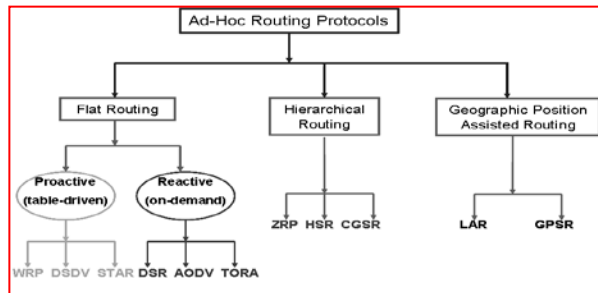 Ad-Hoc Routing Protocols
Flat Routing
Hierarchical
Routing
Geographic Position
Assisted Routing
Proactive
(table-driven)
Reactive
(on-demand)
ZRP HSR CGSR
LAR GPSR
WRP DSDV STAR DSR AODV TORA